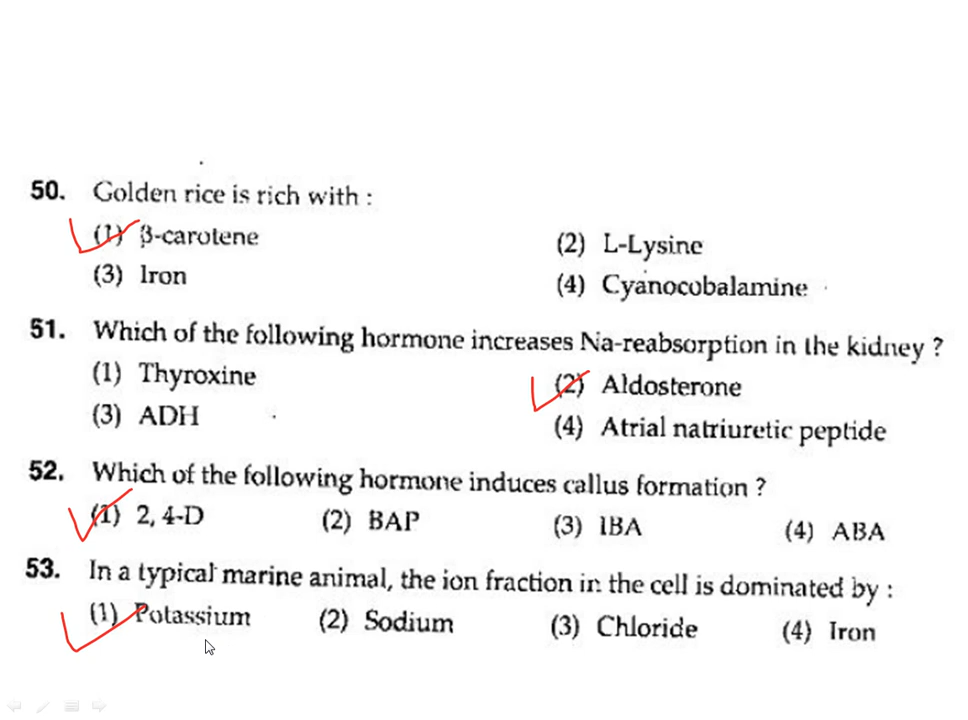 50. Golden rice is rich with :
(1) β-carotene (2) L-Lysine
(3) Iron (4) Cyanocobalamine
51. Which of the following hormone increases Na-reabsorption in the kidney ?
(1) Thyroxine (2) Aldosterone
(3) ADH (4) Atrial natriuretic peptide
52. Which of the following hormone induces callus formation ?
(1) 2, 4-D (2) BAP (3) IBA (4) ABA
53. In a typical marine animal, the ion fraction in the cell is dominated by :
(1) Potassium (2) Sodium (3) Chloride (4) Iron